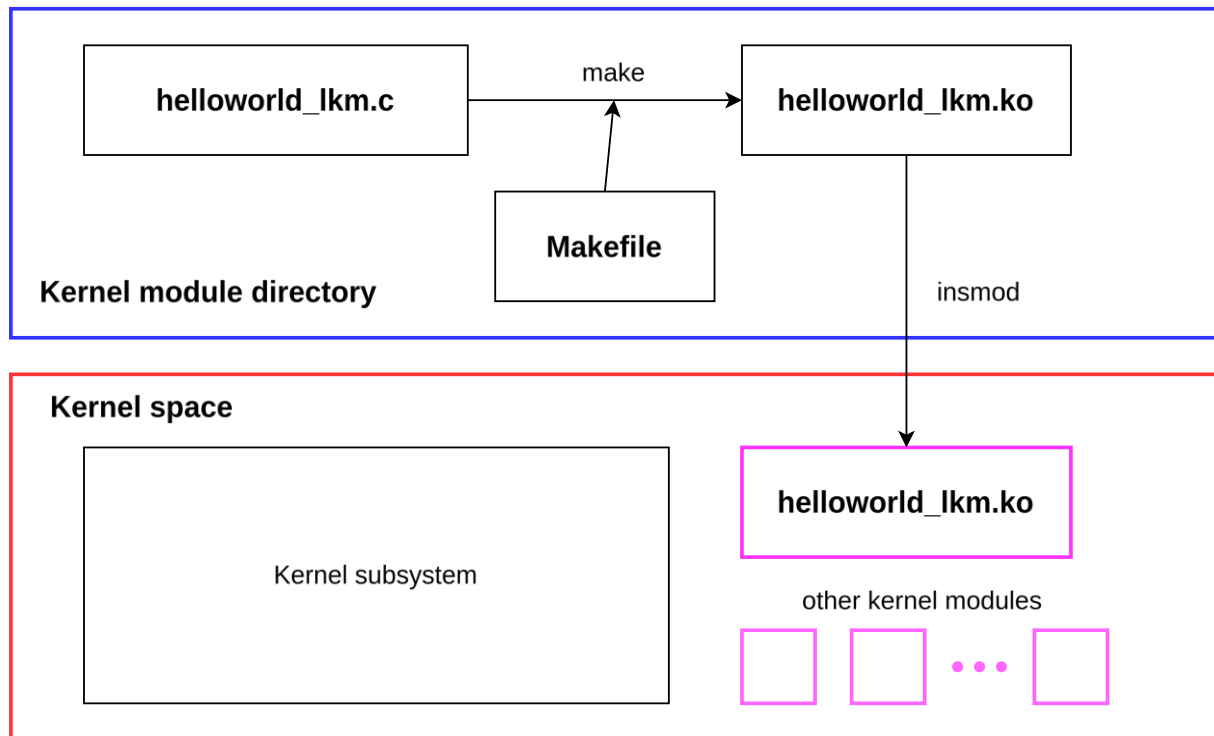 make
helloworld_lkm.c
helloworld_lkm.ko
Makefile
Kernel module directory
insmod
Kernel space
helloworld_lkm.ko
Kernel subsystem
other kernel modules